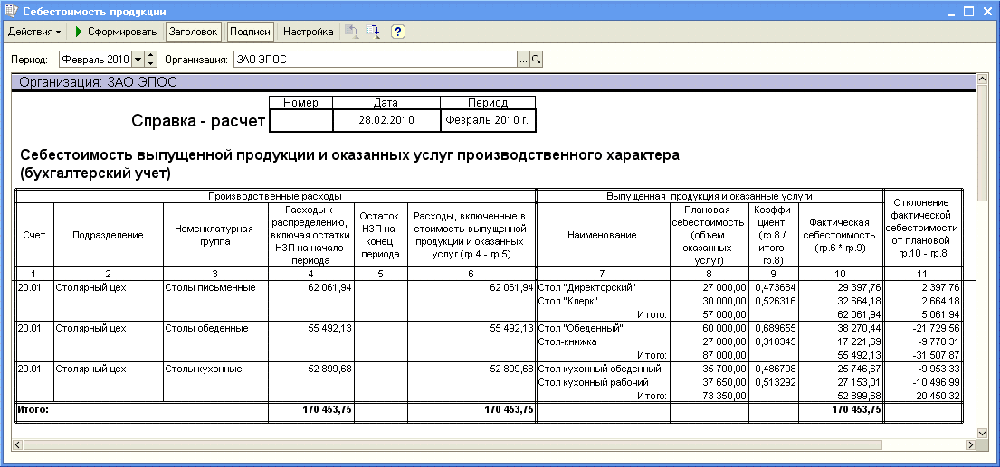 Себестоимость продукции
Действия Сформировать Заголовок Подписи Настройка ?
Период: Февраль 2010 Организация: ЗАО ЭПОС ...
Организация: ЗАО ЭПОС
Номер Дата Период
Справка - расчет 28.02.2010 Февраль 2010 г.
Себестоимость выпущенной продукции и оказанных услуг производственного характера
(бухгалтерский учет)
Производственные расходы Выпущенная продукция и оказанные услуги
Счет
Подразделение
Номенклатурная
группа
Расходы к
распределению,
включая остатки
НЗП на начало
периода
Остаток
НЗП на
конец
периода
Расходы, включенные в
стоимость выпущенной
продукции и оказанных
услуг (гр.4 - гр.5)
Наименование
Плановая
себестоимость
(объем
оказанных
услуг)
Коэффи
циент
(гр.8 /
итого
гр.8)
Фактическая
себестоимость
(гр.6 * гр.9)
Отклонение
фактической
себестоимости
от плановой
гр.10 - гр.8
1 2 3 4 5 6 7 8 9 10 11
20.01 Столярный цех Столы письменные 62 061,94 62 061,94 Стол "Директорский" 27 000,00 0,473684 29 397,76 2 397,76
Стол "Клерк" 30 000,00 0,526316 32 664,18 2 664,18
Итого: 57 000,00 62 061,94 5 061,94
20.01 Столярный цех Столы обеденные 55 492,13 55 492,13 Стол "Обеденный" 60 000,00 0,689655 38 270,44 -21 729,56
Стол-книжка 27 000,00 0,310345 17 221,69 -9 778,31
Итого: 87 000,00 55 492,13 -31 507,87
20.01 Столярный цех Столы кухонные 52 899,68 52 899,68 Стол кухонный обеденный 35 700,00 0,486708 25 746,67 -9 953,33
Стол кухонный рабочий 37 650,00 0,513292 27 153,01 -10 496,99
Итого: 73 350,00 52 899,68 -20 450,32
Итого: 170 453,75 170 453,75 170 453,75